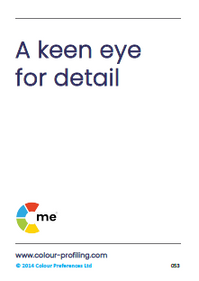 A keen eye
for detail
me
www.colour-profiling.com
© 2014 Colour Preferences Ltd
053